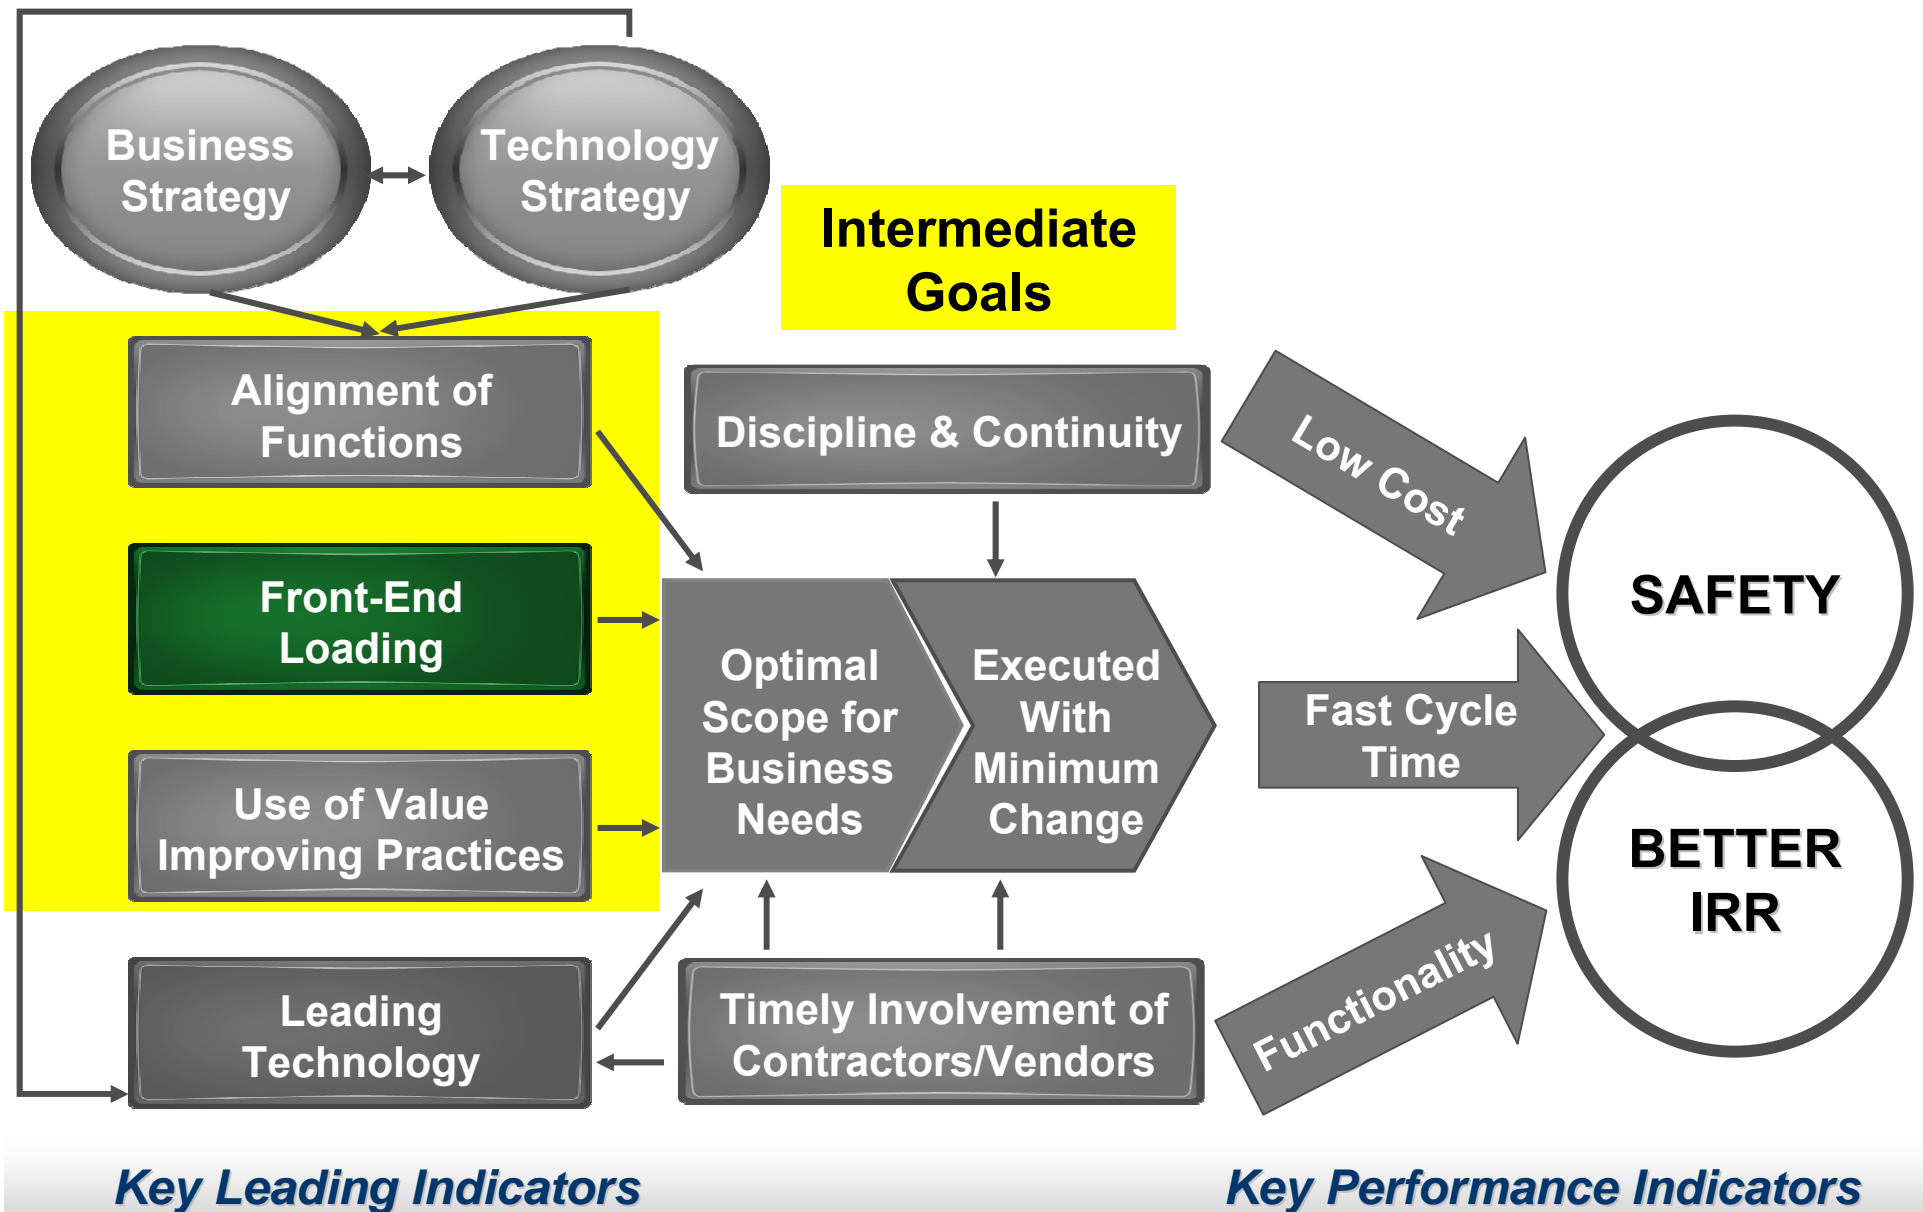 Business
Strategy
Technology
Strategy
Intermediate
Goals
Alignment of
Functions
Discipline & Continuity
Low Cost
Front-End
Loading
SAFETY
Optimal
Scope for
Business
Needs
Executed
With
Minimum
Change
Fast Cycle
Time
Use of Value
Improving Practices
BETTER
IRR
Leading
Technology
Timely Involvement of
Contractors/Vendors
Functionality
Key Leading Indicators
Key Performance Indicators